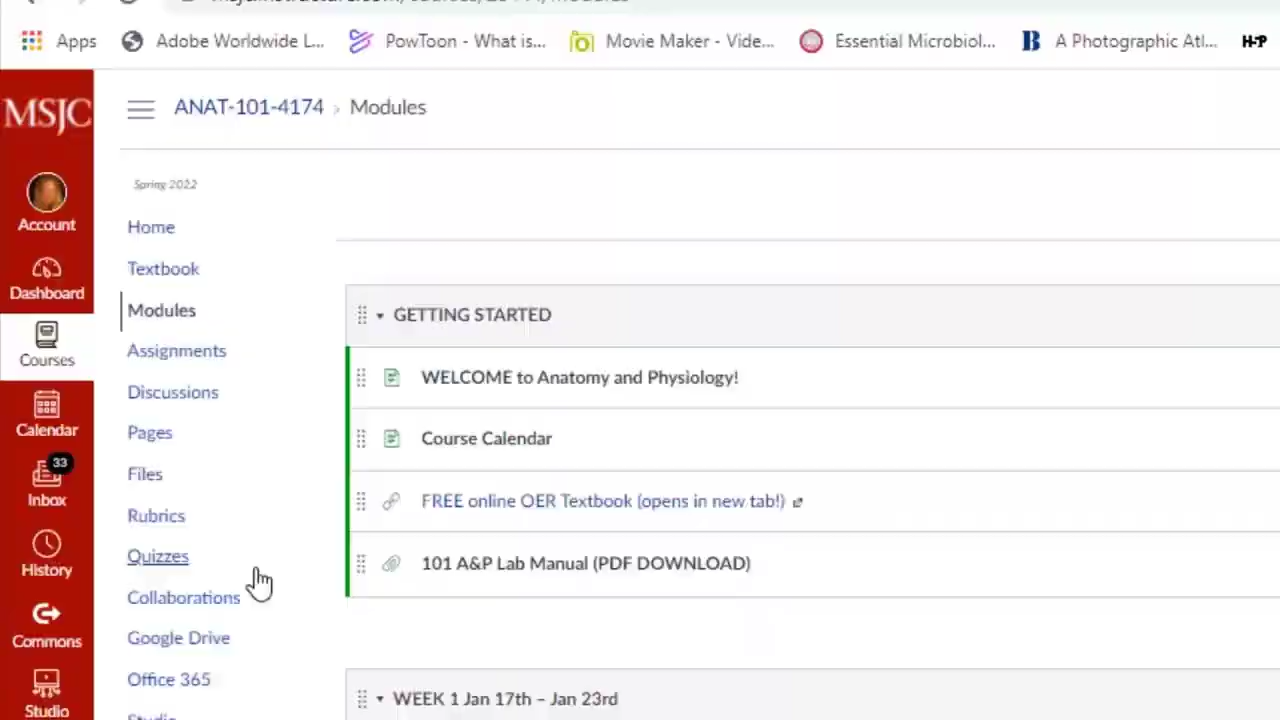 Apps Adobe Worldwide L... PowToon - What is... Movie Maker - Vide... Essential Microbiol... B A Photographic Atl... H-P
MSJC
ANAT-101-4174 › Modules
Spring 2022
Account
Dashboard
Courses
Calendar
33
Inbox
History
Commons
Studio
Home
Textbook
Modules
Assignments
Discussions
Pages
Files
Rubrics
Quizzes
Collaborations
Google Drive
Office 365
GETTING STARTED
WELCOME to Anatomy and Physiology!
Course Calendar
FREE online OER Textbook (opens in new tab!)
101 A&P Lab Manual (PDF DOWNLOAD)
WEEK 1 Jan 17th – Jan 23rd